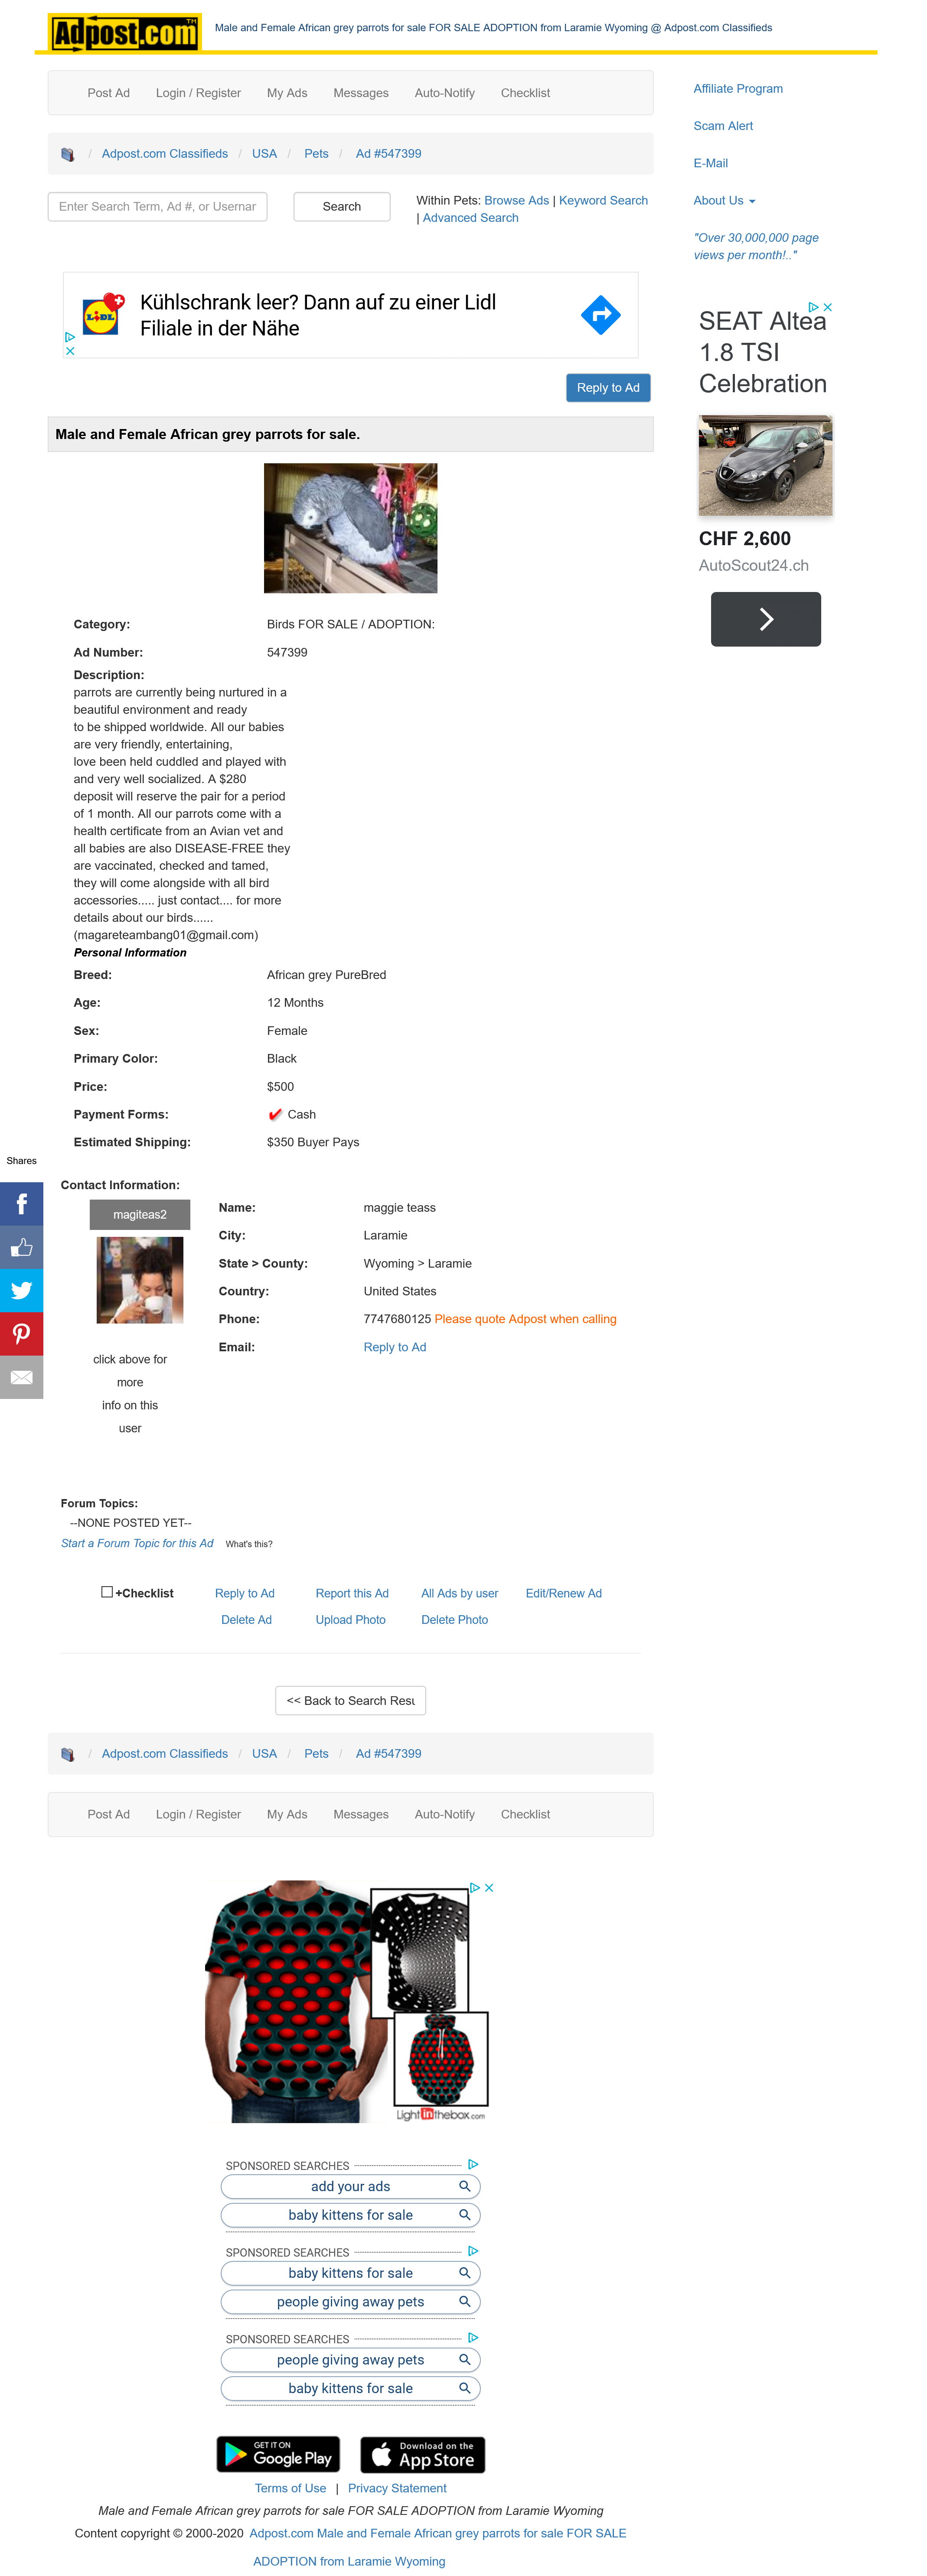 Adpost.com TM
Male and Female African grey parrots for sale FOR SALE ADOPTION from Laramie Wyoming @ Adpost.com Classifieds
Post Ad Login / Register My Ads Messages Auto-Notify Checklist
/ Adpost.com Classifieds / USA / Pets / Ad #547399
Enter Search Term, Ad #, or Usernar
Search
Within Pets: Browse Ads | Keyword Search
| Advanced Search
Affiliate Program
Scam Alert
E-Mail
About Us
"Over 30,000,000 page
views per month!.."
LIDL
Kühlschrank leer? Dann auf zu einer Lidl
Filiale in der Nähe
SEAT Altea
1.8 TSI
Celebration
CHF 2,600
AutoScout24.ch
Reply to Ad
Male and Female African grey parrots for sale.
Category: Birds FOR SALE / ADOPTION:
Ad Number: 547399
Description:
parrots are currently being nurtured in a
beautiful environment and ready
to be shipped worldwide. All our babies
are very friendly, entertaining,
love been held cuddled and played with
and very well socialized. A $280
deposit will reserve the pair for a period
of 1 month. All our parrots come with a
health certificate from an Avian vet and
all babies are also DISEASE-FREE they
are vaccinated, checked and tamed,
they will come alongside with all bird
accessories..... just contact.... for more
details about our birds......
(magareteambang01@gmail.com)
Personal Information
Breed: African grey PureBred
Age: 12 Months
Sex: Female
Primary Color: Black
Price: $500
Payment Forms: Cash
Estimated Shipping: $350 Buyer Pays
Shares
Contact Information:
magiteas2
click above for
more
info on this
user
Name: maggie teass
City: Laramie
State > County: Wyoming > Laramie
Country: United States
Phone: 7747680125 Please quote Adpost when calling
Email: Reply to Ad
Forum Topics:
--NONE POSTED YET--
Start a Forum Topic for this Ad What's this?
+Checklist Reply to Ad Report this Ad All Ads by user Edit/Renew Ad
Delete Ad Upload Photo Delete Photo
<< Back to Search Resu
/ Adpost.com Classifieds / USA / Pets / Ad #547399
Post Ad Login / Register My Ads Messages Auto-Notify Checklist
Light in thebox.com
SPONSORED SEARCHES
add your ads
baby kittens for sale
SPONSORED SEARCHES
baby kittens for sale
people giving away pets
SPONSORED SEARCHES
people giving away pets
baby kittens for sale
GET IT ON Google Play
Download on the App Store
Terms of Use | Privacy Statement
Male and Female African grey parrots for sale FOR SALE ADOPTION from Laramie Wyoming
Content copyright © 2000-2020 Adpost.com Male and Female African grey parrots for sale FOR SALE
ADOPTION from Laramie Wyoming